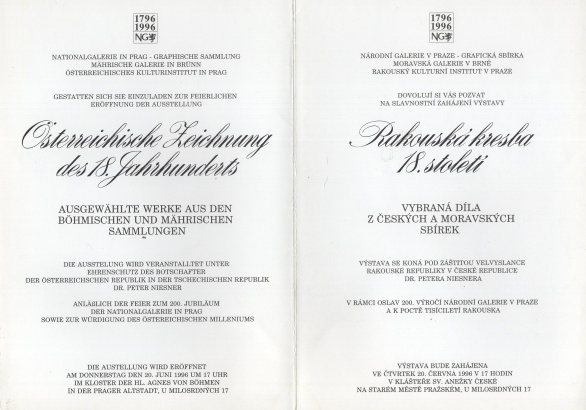 1796
1996
NG
NATIONALGALERIE IN PRAG - GRAPHISCHE SAMMLUNG
MÄHRISCHE GALERIE IN BRÜNN
ÖSTERREICHISCHES KULTURINSTITUT IN PRAG
GESTATTEN SICH SIE EINZULADEN ZUR FEIERLICHEN
ERÖFFNUNG DER AUSSTELLUNG
Österreichische Zeichnung
des 18. Jahrhunderts
AUSGEWÄHLTE WERKE AUS DEN
BÖHMISCHEN UND MÄHRISCHEN
SAMMLUNGEN
DIE AUSSTELLUNG WIRD VERANSTALTET UNTER
EHRENSCHUTZ DES BOTSCHAFTER
DER ÖSTERREICHISCHEN REPUBLIK IN DER TSCHECHISCHEN REPUBLIK
DR. PETER NIESNER
ANLÄßLICH DER FEIER ZUM 200. JUBILÄUM
DER NATIONALGALERIE IN PRAG
SOWIE ZUR WÜRDIGUNG DES ÖSTERREICHISCHEN MILLENIUMS
DIE AUSTELLUNG WIRD ERÖFFNET
AM DONNERSTAG DEN 20. JUNI 1996 UM 17 UHR
IM KLOSTER DER HL. AGNES VON BÖHMEN
IN DER PRAGER ALTSTADT, U MILOSRDNÝCH 17
1796
1996
NG
NÁRODNÍ GALERIE V PRAZE - GRAFICKÁ SBÍRKA
MORAVSKÁ GALERIE V BRNĚ
RAKOUSKÝ KULTURNÍ INSTITUT V PRAZE
DOVOLUJÍ SI VÁS POZVAT
NA SLAVNOSTNÍ ZAHÁJENÍ VÝSTAVY
Rakouská kresba
18. století
VYBRANÁ DÍLA
Z ČESKÝCH A MORAVSKÝCH
SBÍREK
VÝSTAVA SE KONÁ POD ZÁŠTITOU VELVYSLANCE
RAKOUSKÉ REPUBLIKY V ČESKÉ REPUBLICE
DR. PETERA NIESNERA
V RÁMCI OSLAV 200. VÝROČÍ NÁRODNÍ GALERIE V PRAZE
A K POCTĚ TISÍCILETÍ RAKOUSKA
VÝSTAVA BUDE ZAHÁJENA
VE ČTVRTEK 20. ČERVNA 1996 V 17 HODIN
V KLÁŠTEŘE SV. ANEŽKY ČESKÉ
NA STARÉM MĚSTĚ PRAŽSKÉM, U MILOSRDNÝCH 17